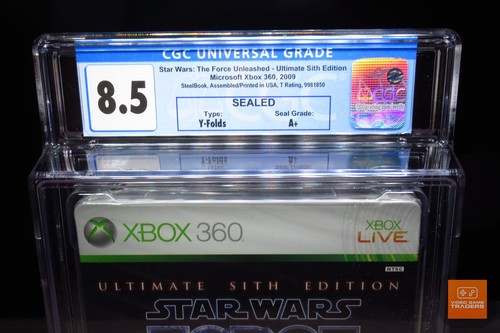 CGC UNIVERSAL GRADE
8.5
Star Wars: The Force Unleashed - Ultimate Sith Edition
Microsoft Xbox 360, 2009
SteelBook, Assembled/Printed in USA, T Rating, 9981850
SEALED
Type:
Y-Folds
Seal Grade:
A+
CGC
XBOX 360
XBOX
LIVE
NTSC
ULTIMATE SITH EDITION
STAR WARS
VIDEO GAME
TRADERS